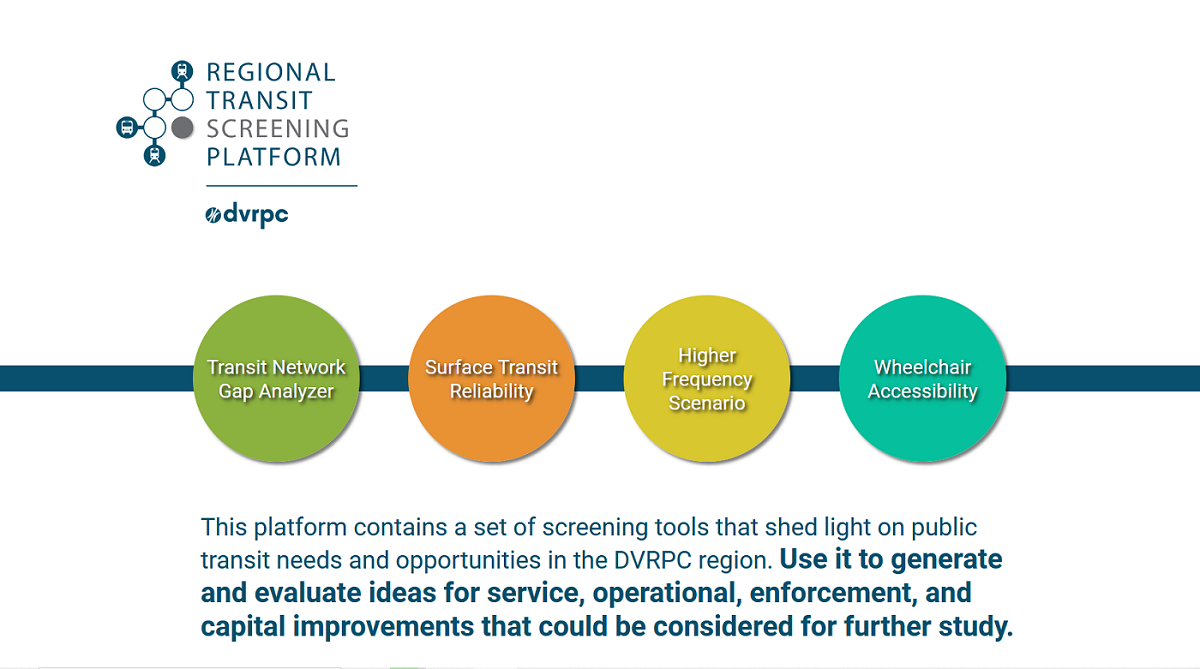 REGIONAL
TRANSIT
SCREENING
PLATFORM
dvrpc
Transit Network
Gap Analyzer
Surface Transit
Reliability
Higher
Frequency
Scenario
Wheelchair
Accessibility
This platform contains a set of screening tools that shed light on public
transit needs and opportunities in the DVRPC region. Use it to generate
and evaluate ideas for service, operational, enforcement, and
capital improvements that could be considered for further study.